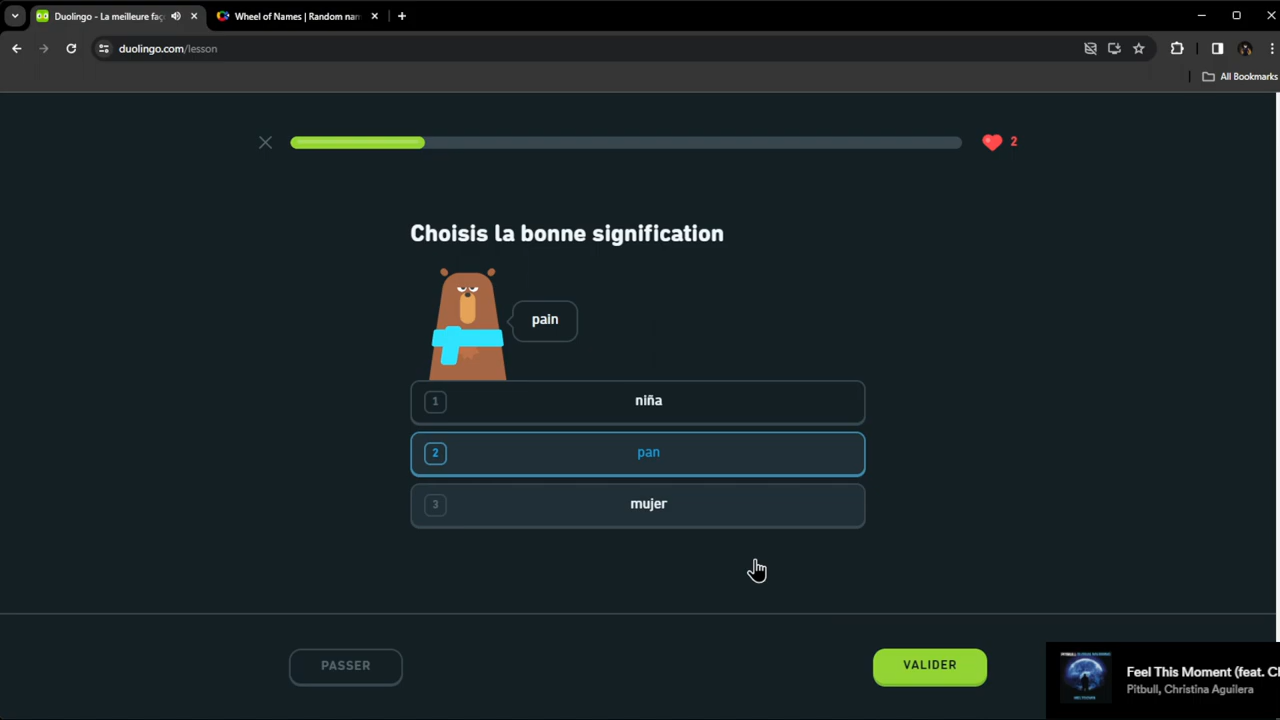 Duolingo - La meilleure faç
Wheel of Names | Random nam
duolingo.com/lesson
All Bookmarks
2
Choisis la bonne signification
pain
1 niña
2 pan
3 mujer
PASSER
VALIDER
Feel This Moment (feat. Ch
Pitbull, Christina Aguilera